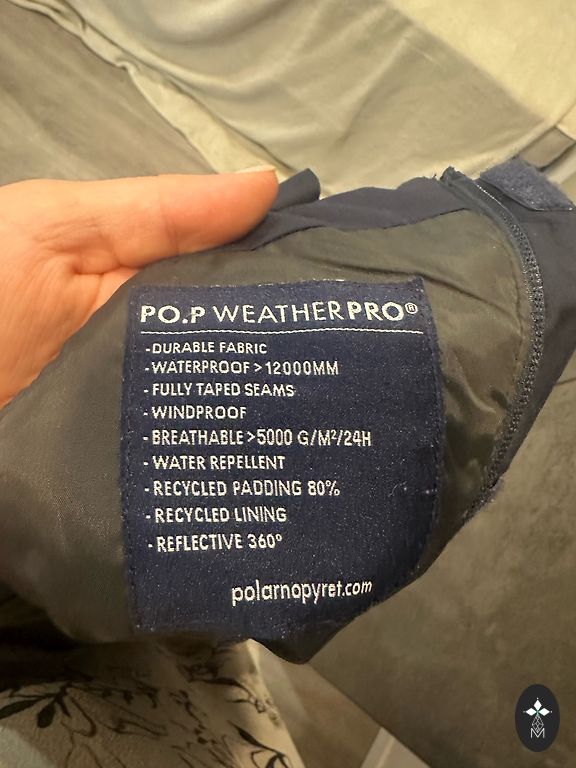 PO.P WEATHERPRO®
-DURABLE FABRIC
-WATERPROOF > 12000MM
-FULLY TAPED SEAMS
-WINDPROOF
-BREATHABLE >5000 G/M²/24H
-WATER REPELLENT
-RECYCLED PADDING 80%
-RECYCLED LINING
-REFLECTIVE 360°
polarnopyret.com
M